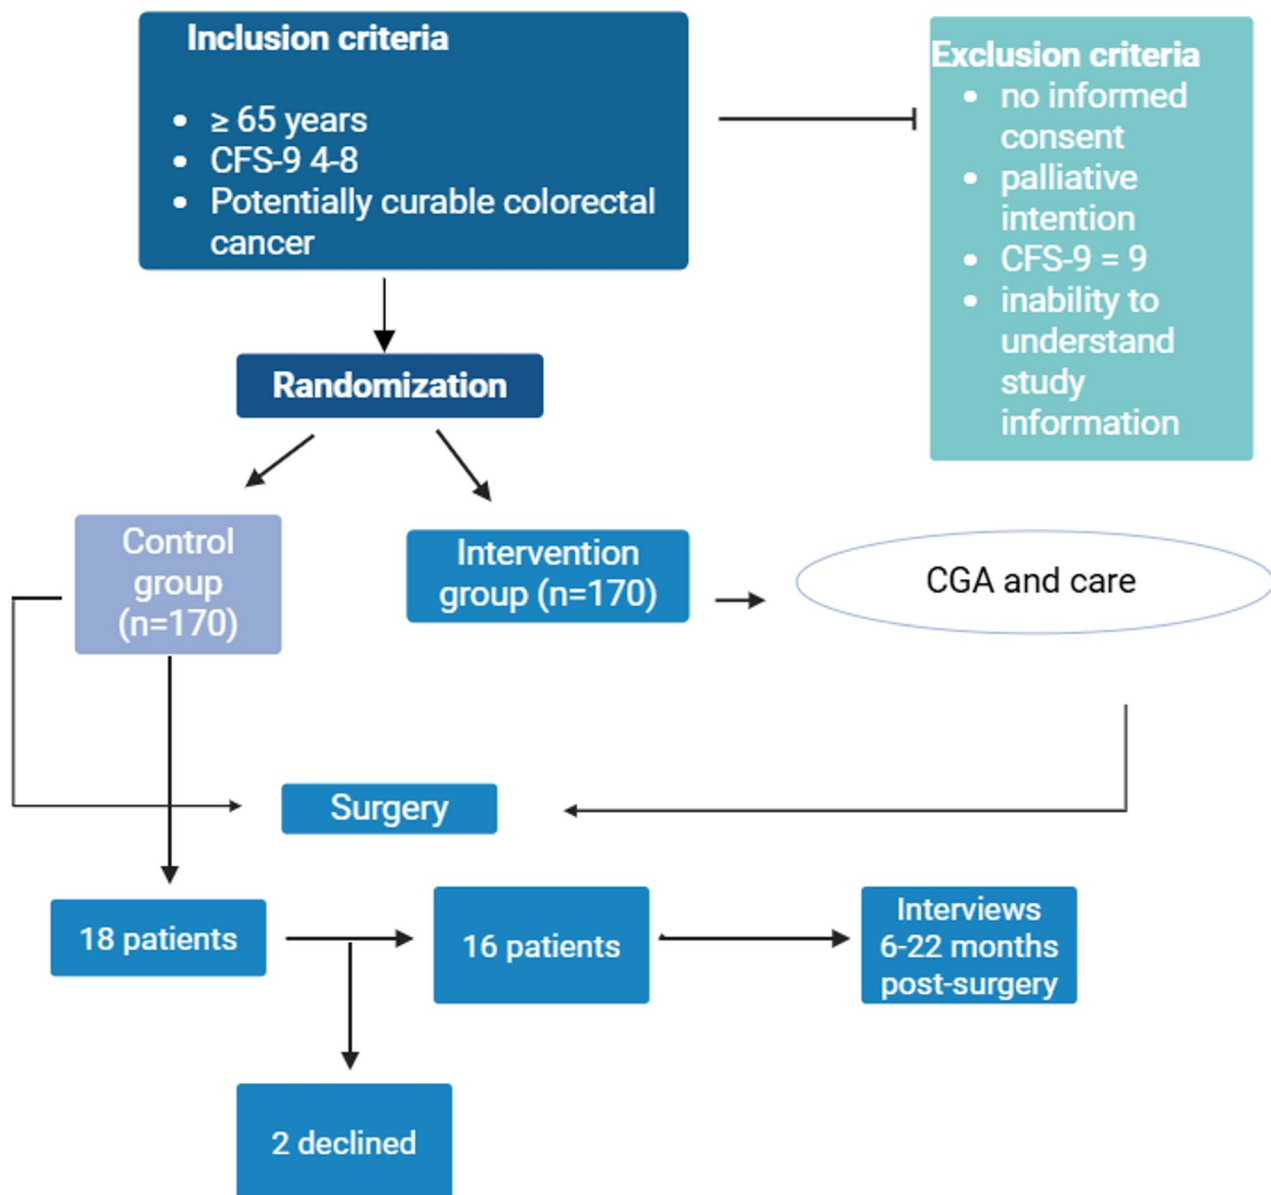 Inclusion criteria
• ≥ 65 years
• CFS-9 4-8
• Potentially curable colorectal
cancer
Exclusion criteria
• no informed
consent
• palliative
intention
• CFS-9 = 9
• inability to
understand
study
information
Randomization
Control
group
(n=170)
Intervention
group (n=170)
CGA and care
Surgery
18 patients
16 patients
Interviews
6-22 months
post-surgery
2 declined